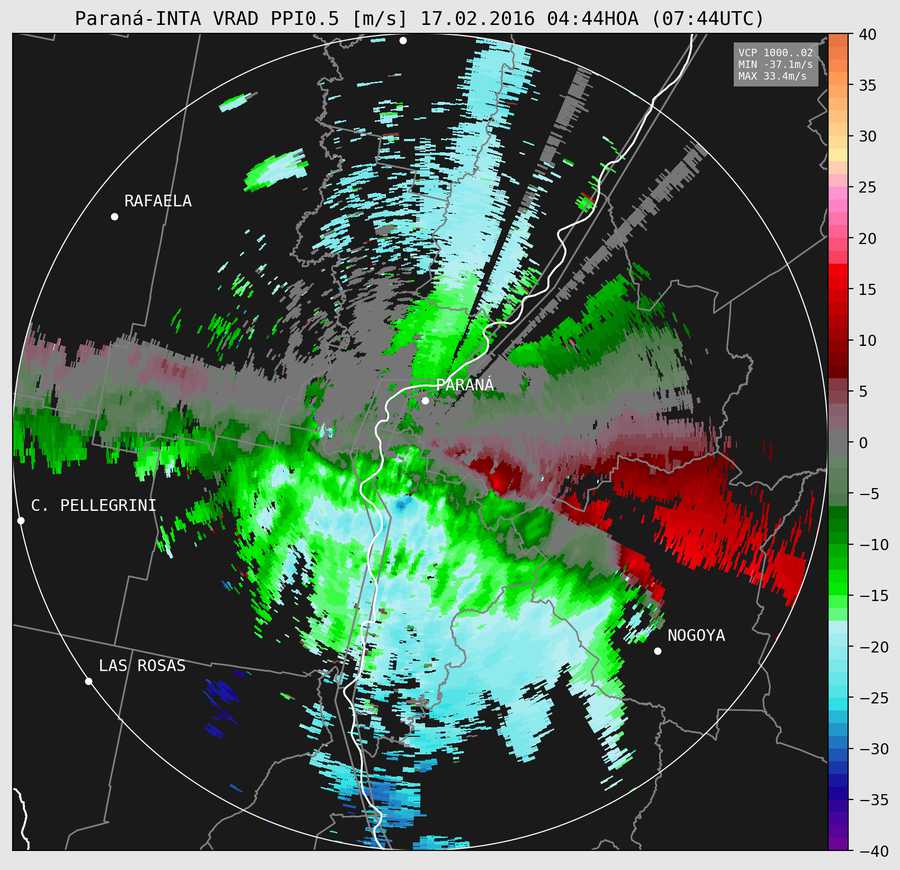 Paraná-INTA VRAD PPI0.5 [m/s] 17.02.2016 04:44HOA (07:44UTC)
VCP 1000..02
MIN -37.1m/s
MAX 33.4m/s
RAFAELA
PARANÁ
C. PELLEGRINI
NOGOYA
LAS ROSAS
40
35
30
25
20
15
10
5
0
−5
−10
−15
−20
−25
−30
−35
−40